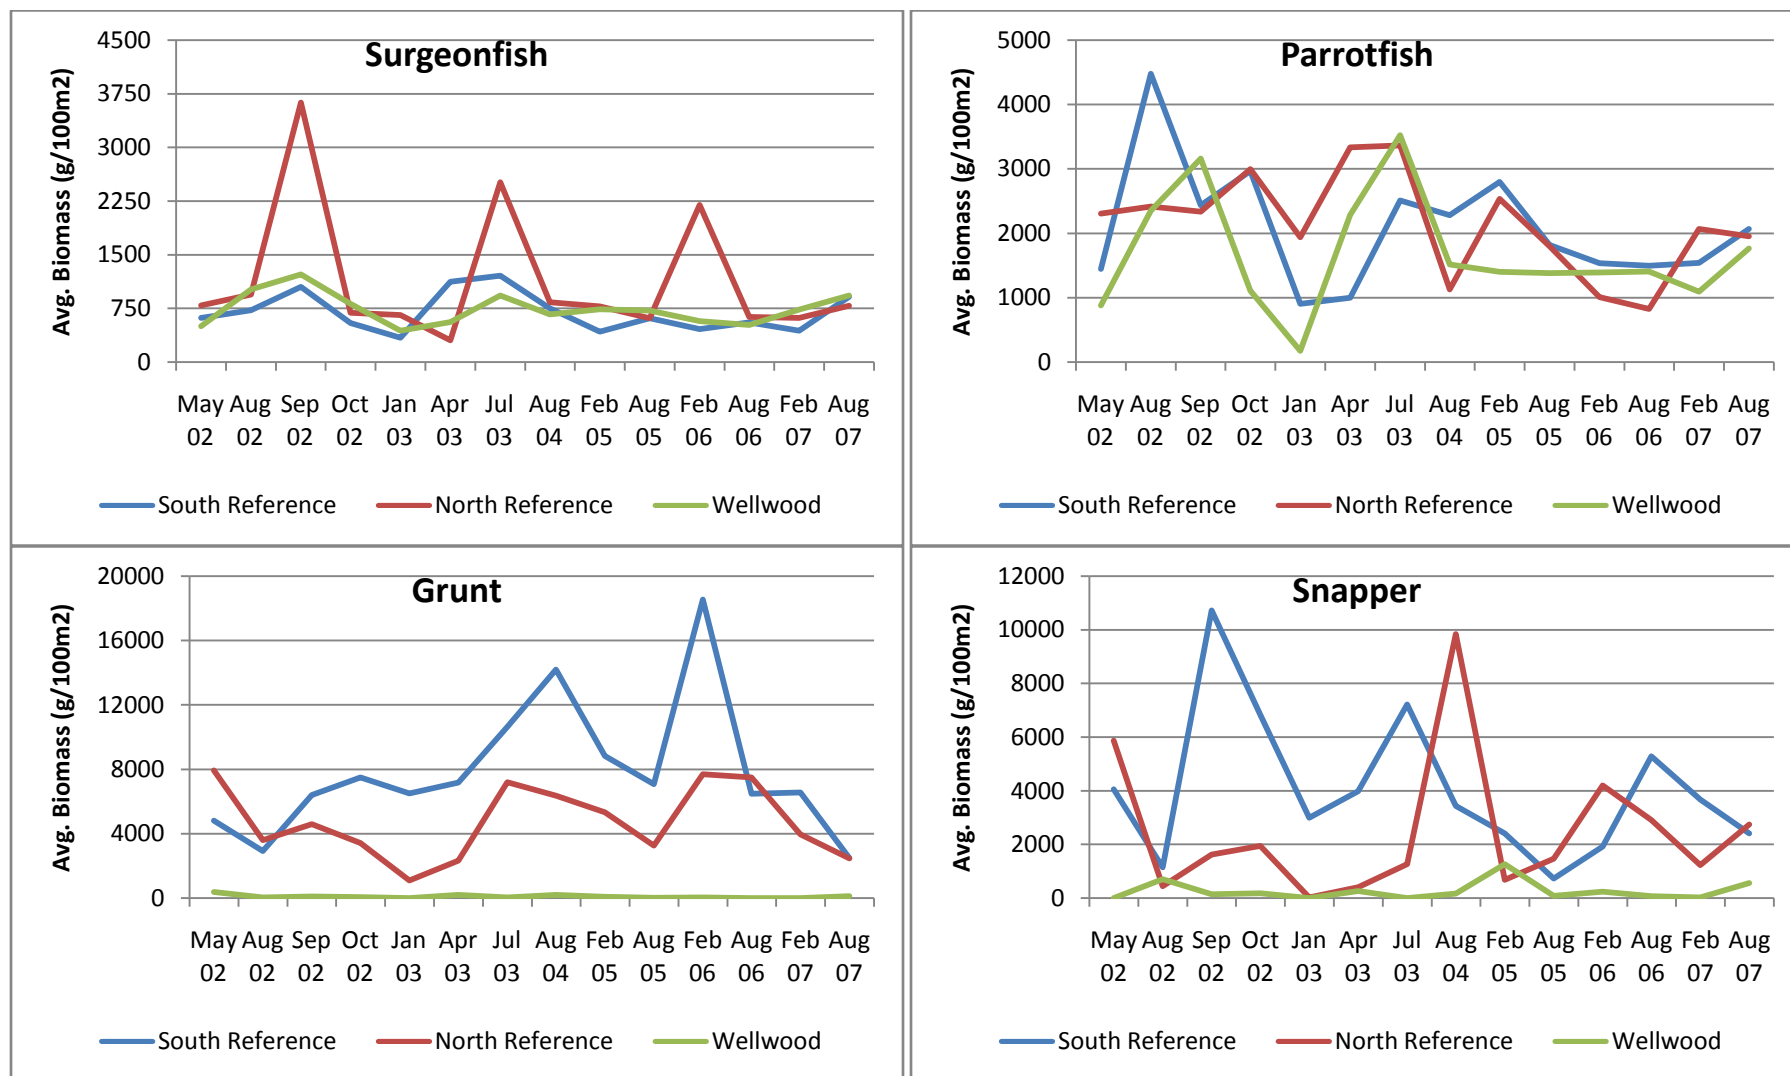 Surgeonfish
Avg. Biomass (g/100m2)
4500
3750
3000
2250
1500
750
0
May Aug Sep Oct Jan Apr Jul Aug Feb Aug Feb Aug Feb Aug
02 02 02 02 03 03 03 04 05 05 06 06 07 07
South Reference North Reference Wellwood
Parrotfish
Avg. Biomass (g/100m2)
5000
4000
3000
2000
1000
0
May Aug Sep Oct Jan Apr Jul Aug Feb Aug Feb Aug Feb Aug
02 02 02 02 03 03 03 04 05 05 06 06 07 07
South Reference North Reference Wellwood
Grunt
Avg. Biomass (g/100m2)
20000
16000
12000
8000
4000
0
May Aug Sep Oct Jan Apr Jul Aug Feb Aug Feb Aug Feb Aug
02 02 02 02 03 03 03 04 05 05 06 06 07 07
South Reference North Reference Wellwood
Snapper
Avg. Biomass (g/100m2)
12000
10000
8000
6000
4000
2000
0
May Aug Sep Oct Jan Apr Jul Aug Feb Aug Feb Aug Feb Aug
02 02 02 02 03 03 03 04 05 05 06 06 07 07
South Reference North Reference Wellwood